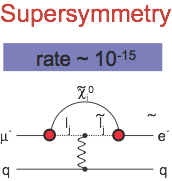 Supersymmetry
rate ~ 10⁻¹⁵
χ̃ᵢ⁰
μ⁻ l̃ⱼ l̃ⱼ e⁻
q q